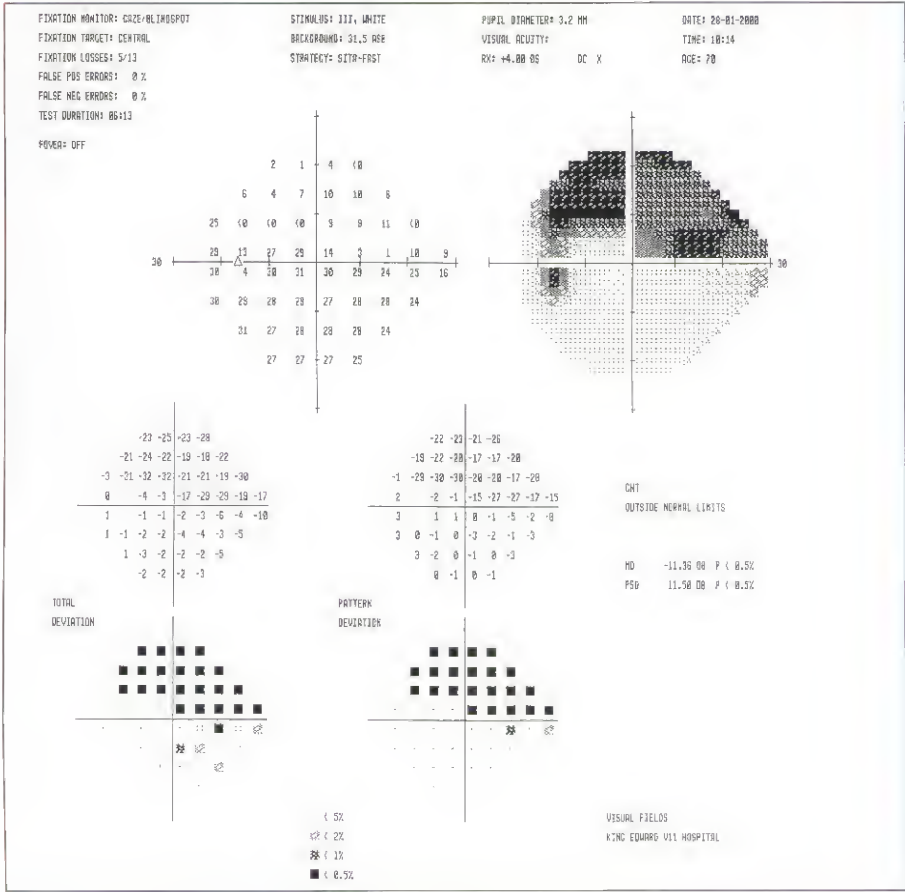 FIXATION MONITOR: GAZE/BLINDSPOT
FIXATION TARGET: CENTRAL
FIXATION LOSSES: 5/13
FALSE POS ERRORS: 0 %
FALSE NEG ERRORS: 0 %
TEST DURATION: 06:13
FOVEA: OFF
STIMULUS: III, WHITE
BACKGROUND: 31.5 ASB
STRATEGY: SITA-FAST
PUPIL DIAMETER: 3.2 MM
VISUAL ACUITY:
RX: +4.00 DS DC X
DATE: 28-01-2000
TIME: 10:14
AGE: 70
2 1 4 <0
6 4 7 10 10 6
25 <0 <0 <0 9 9 11 <0
29 13 27 29 14 1 10 9
30 30
30 4 30 31 30 29 24 25 16
30 29 28 28 27 28 28 24
31 27 28 28 28 24
27 27 27 25
-23 -25 -23 -28
-21 -24 -22 -19 -18 -22
-3 -31 -32 -32 -21 -21 -19 -30
0 -4 -3 -17 -29 -29 -19 -17
1 -1 -1 -2 -3 -6 -4 -10
1 -1 -2 -2 -4 -4 -3 -5
1 -3 -2 -2 -2 -5
-2 -2 -2 -3
TOTAL
DEVIATION
-22 -23 -21 -26
-19 -22 -20 -17 -17 -20
-1 -29 -30 -30 -20 -20 -17 -28
2 -2 -1 -15 -27 -27 -17 -15
3 1 1 0 -1 -5 -2 -8
3 0 -1 0 -3 -2 -1 -3
3 -2 0 -1 0 -3
0 -1 0 -1
PATTERN
DEVIATION
GHT
OUTSIDE NORMAL LIMITS
MD -11.36 DB P < 0.5%
PSD 11.50 DB P < 0.5%
< 5%
< 2%
< 1%
< 0.5%
VISUAL FIELDS
KING EDWARD V11 HOSPITAL